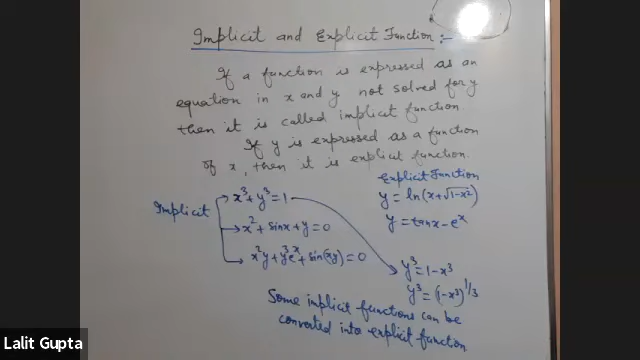 Implicit and Explicit Function :-
If a function is expressed as an
equation in x and y not solved for y
then it is called implicit function.
If y is expressed as a function
of x, then it is explicit function.
Explicit Function
y = ln(x+√1-x²)
y = tanx - eˣ
Implicit
x³+y³=1
x² + sinx + y = 0
x²y + y³eˣ + sin(xy) = 0
y³ = 1-x³
y³ = (1-x³)^1/3
Some implicit functions can be
converted into explicit function
Lalit Gupta